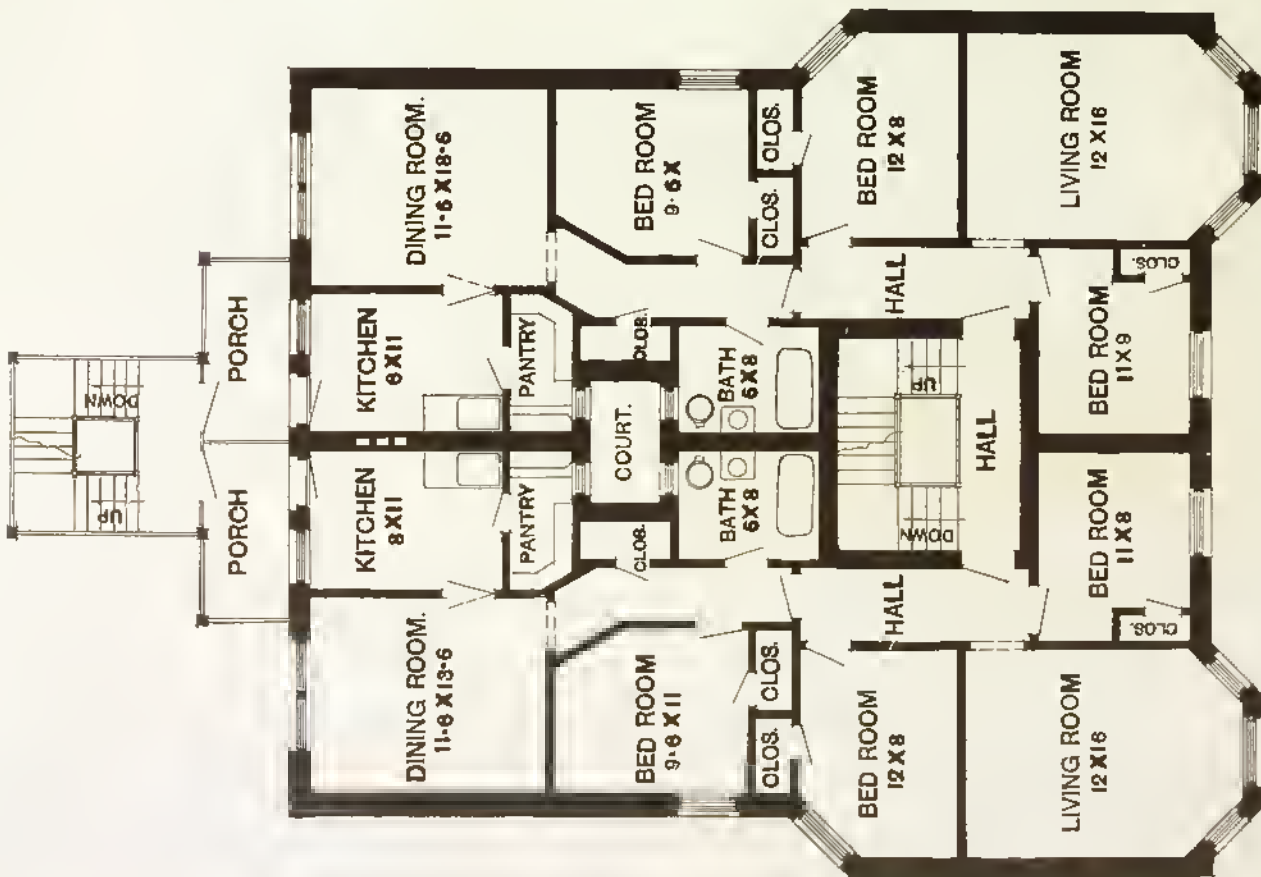 UP
DOWN
PORCH
PORCH
DINING ROOM.
11-6 X 13-6
KITCHEN
8 X 11
KITCHEN
6 X 11
DINING ROOM.
11-6 X 18-6
PANTRY
PANTRY
BED ROOM
9-6 X 11
CLOS.
COURT.
CLOS.
BED ROOM
9-6 X
CLOS.
CLOS.
BATH
6 X 8
BATH
6 X 8
CLOS.
CLOS.
BED ROOM
12 X 8
HALL
DOWN
UP
HALL
BED ROOM
12 X 8
HALL
LIVING ROOM
12 X 16
CLOS.
BED ROOM
11 X 8
BED ROOM
11 X 9
CLOS.
LIVING ROOM
12 X 16